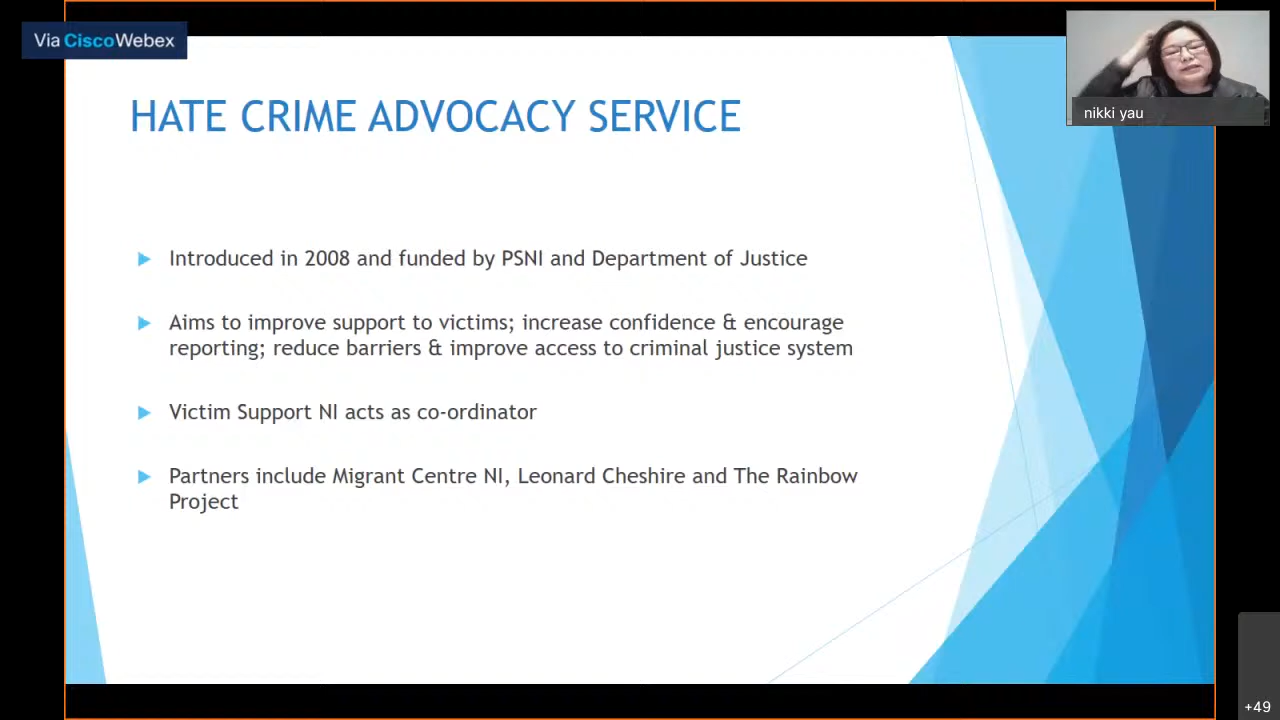 Via CiscoWebex
nikki yau
HATE CRIME ADVOCACY SERVICE
Introduced in 2008 and funded by PSNI and Department of Justice
Aims to improve support to victims; increase confidence & encourage
reporting; reduce barriers & improve access to criminal justice system
Victim Support NI acts as co-ordinator
Partners include Migrant Centre NI, Leonard Cheshire and The Rainbow
Project
+49